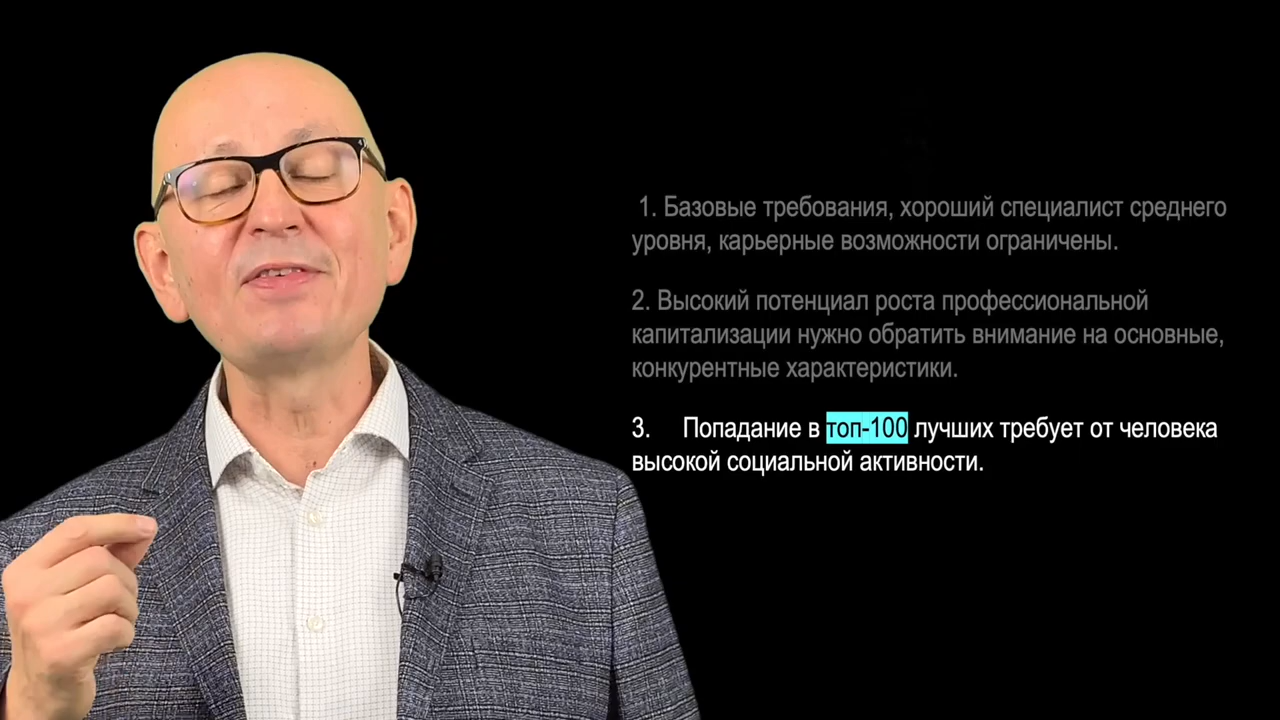 1. Базовые требования, хороший специалист среднего
уровня, карьерные возможности ограничены.
2. Высокий потенциал роста профессиональной
капитализации нужно обратить внимание на основные,
конкурентные характеристики.
3. Попадание в топ-100 лучших требует от человека
высокой социальной активности.